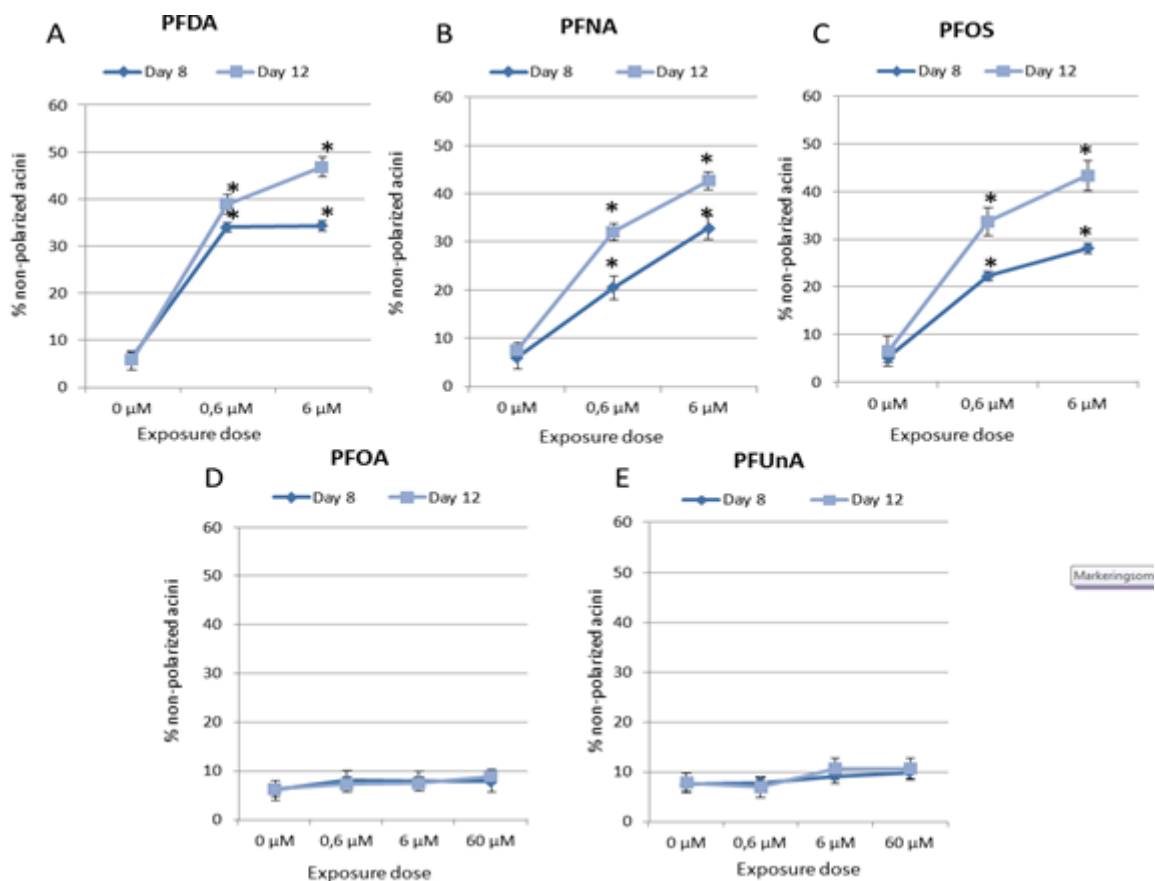 A PFDA
Day 8 Day 12
% non-polarized acini
60
50
40
30
20
10
0
* * * *
0 µM 0,6 µM 6 µM
Exposure dose
B PFNA
Day 8 Day 12
% non-polarized acini
60
50
40
30
20
10
0
* * * *
0 µM 0,6 µM 6 µM
Exposure dose
C PFOS
Day 8 Day 12
% non-polarized acini
60
50
40
30
20
10
0
* * * *
0 µM 0,6 µM 6 µM
Exposure dose
D PFOA
Day 8 Day 12
% non-polarized acini
60
50
40
30
20
10
0
0 µM 0,6 µM 6 µM 60 µM
Exposure dose
E PFUnA
Day 8 Day 12
% non-polarized acini
60
50
40
30
20
10
0
0 µM 0,6 µM 6 µM 60 µM
Exposure dose
Markeringsom